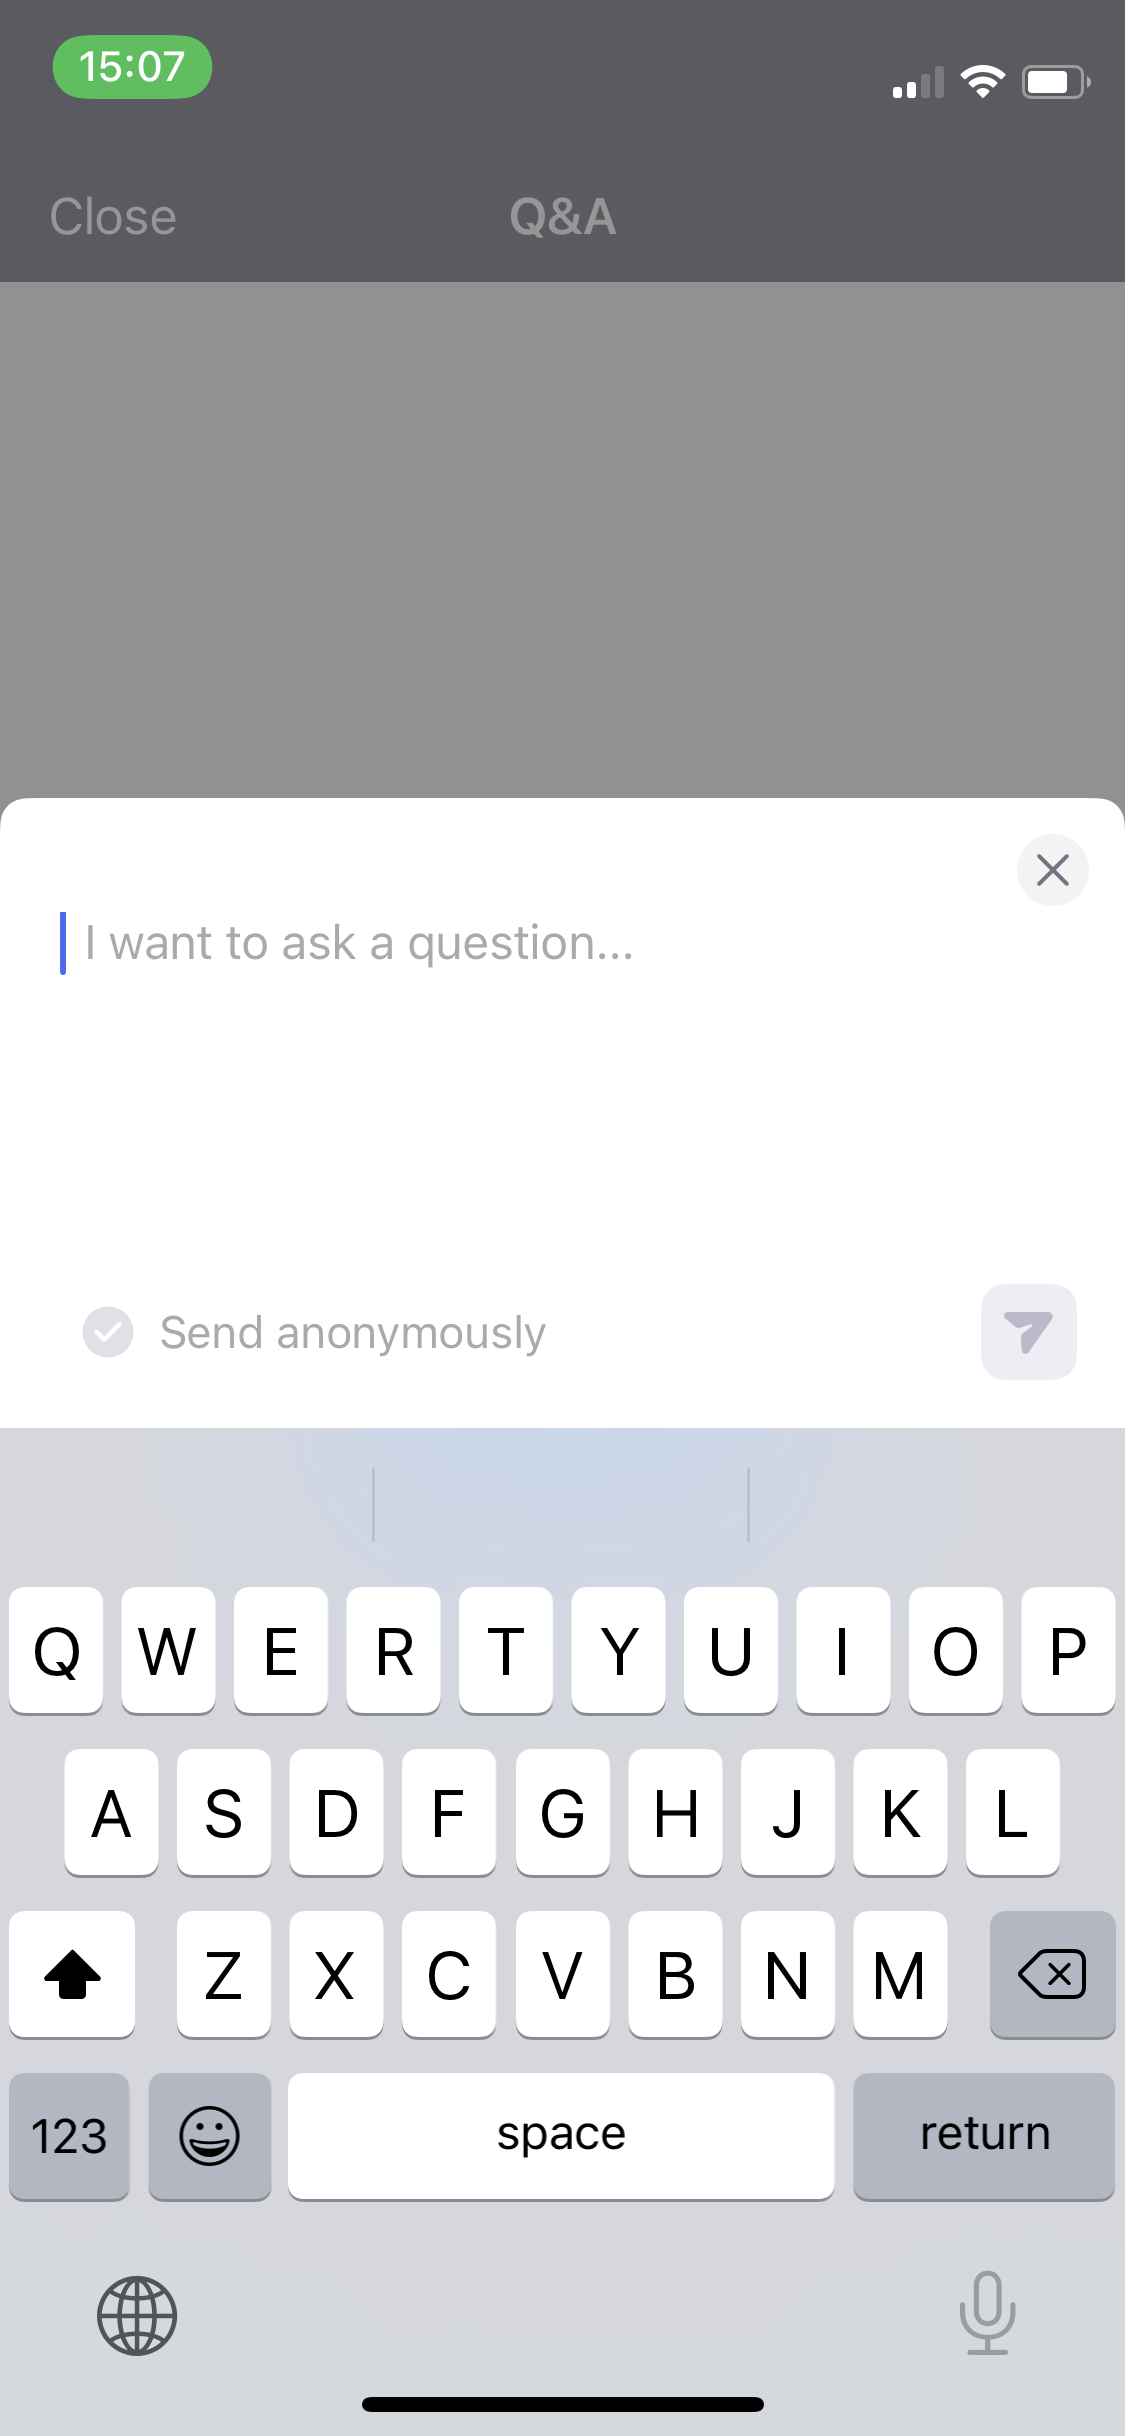 15:07
Close
Q&A
I want to ask a question...
Send anonymously
Q W E R T Y U I O P
A S D F G H J K L
Z X C V B N M
123
space
return